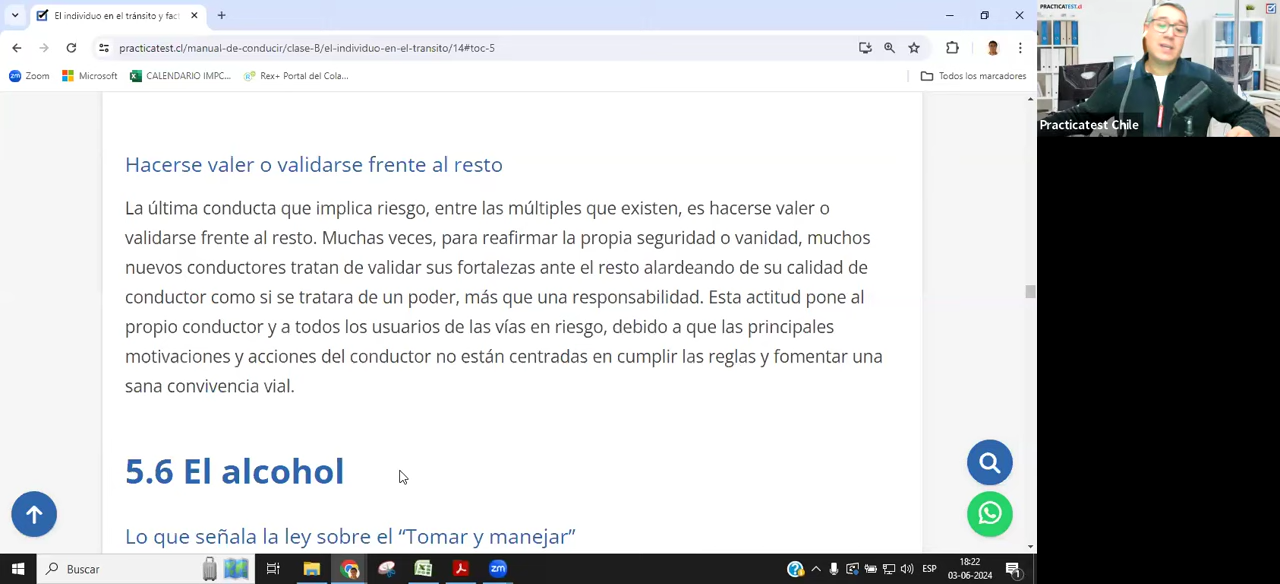 El individuo en el tránsito y fact
practicatest.cl/manual-de-conducir/clase-B/el-individuo-en-el-transito/14#toc-5
Zoom
Microsoft
CALENDARIO IMPC...
Rex+ Portal del Cola...
Todos los marcadores
PRACTICATEST.cl
Practicatest Chile
Hacerse valer o validarse frente al resto
La última conducta que implica riesgo, entre las múltiples que existen, es hacerse valer o
validarse frente al resto. Muchas veces, para reafirmar la propia seguridad o vanidad, muchos
nuevos conductores tratan de validar sus fortalezas ante el resto alardeando de su calidad de
conductor como si se tratara de un poder, más que una responsabilidad. Esta actitud pone al
propio conductor y a todos los usuarios de las vías en riesgo, debido a que las principales
motivaciones y acciones del conductor no están centradas en cumplir las reglas y fomentar una
sana convivencia vial.
5.6 El alcohol
Lo que señala la ley sobre el “Tomar y manejar”
Buscar
zm
ESP
18:22
03-06-2024
1